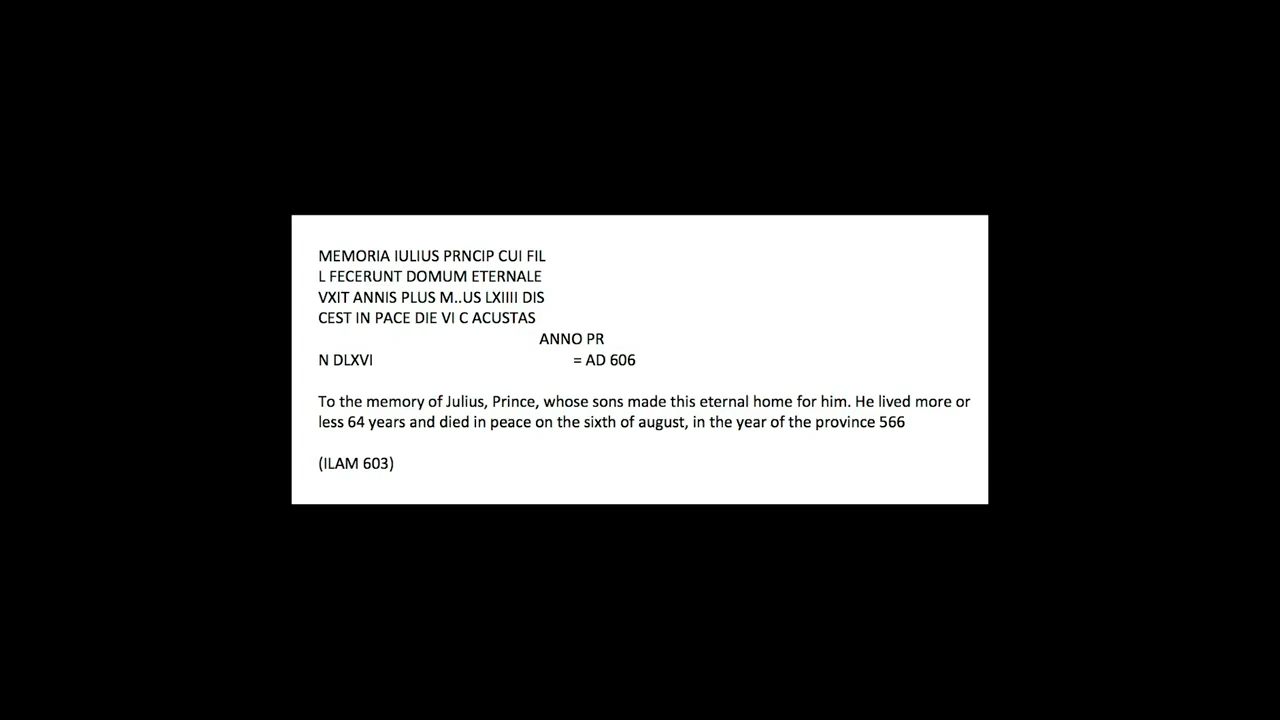 MEMORIA IULIUS PRNCIP CUI FIL
L FECERUNT DOMUM ETERNALE
VXIT ANNIS PLUS M..US LXIIII DIS
CEST IN PACE DIE VI C ACUSTAS
ANNO PR
N DLXVI = AD 606
To the memory of Julius, Prince, whose sons made this eternal home for him. He lived more or
less 64 years and died in peace on the sixth of august, in the year of the province 566
(ILAM 603)